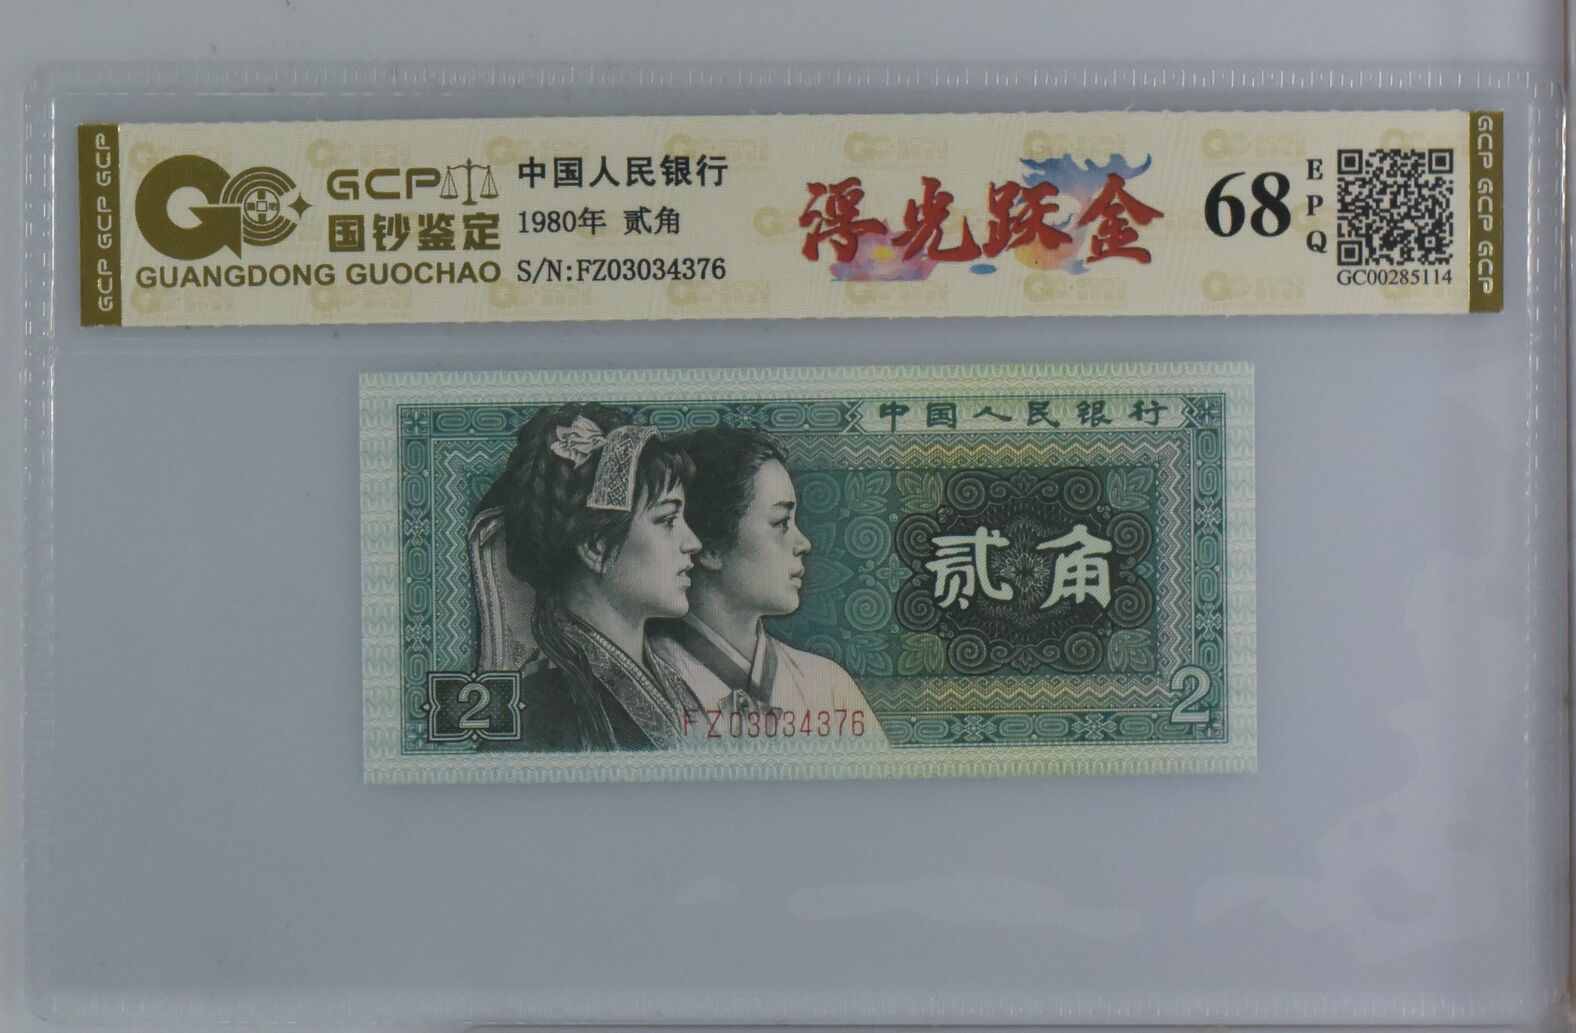 GCP GCP GCP
GCP
国钞鉴定
GUANGDONG GUOCHAO
中国人民银行
1980年 贰角
S/N:FZ03034376
浮光跃金
68
EPQ
GC00285114
GCP GCP GCP
中国人民银行
贰角
2
2
FZ03034376